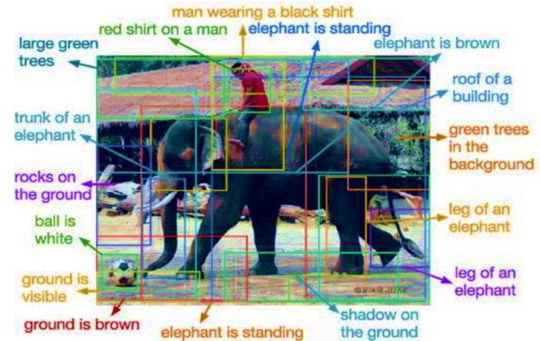 man wearing a black shirt
red shirt on a man
elephant is standing
large green
trees
elephant is brown
roof of a
building
trunk of an
elephant
green trees
in the
background
rocks on
the ground
leg of an
elephant
ball is
white
leg of an
elephant
ground is
visible
ground is brown
elephant is standing
shadow on
the ground